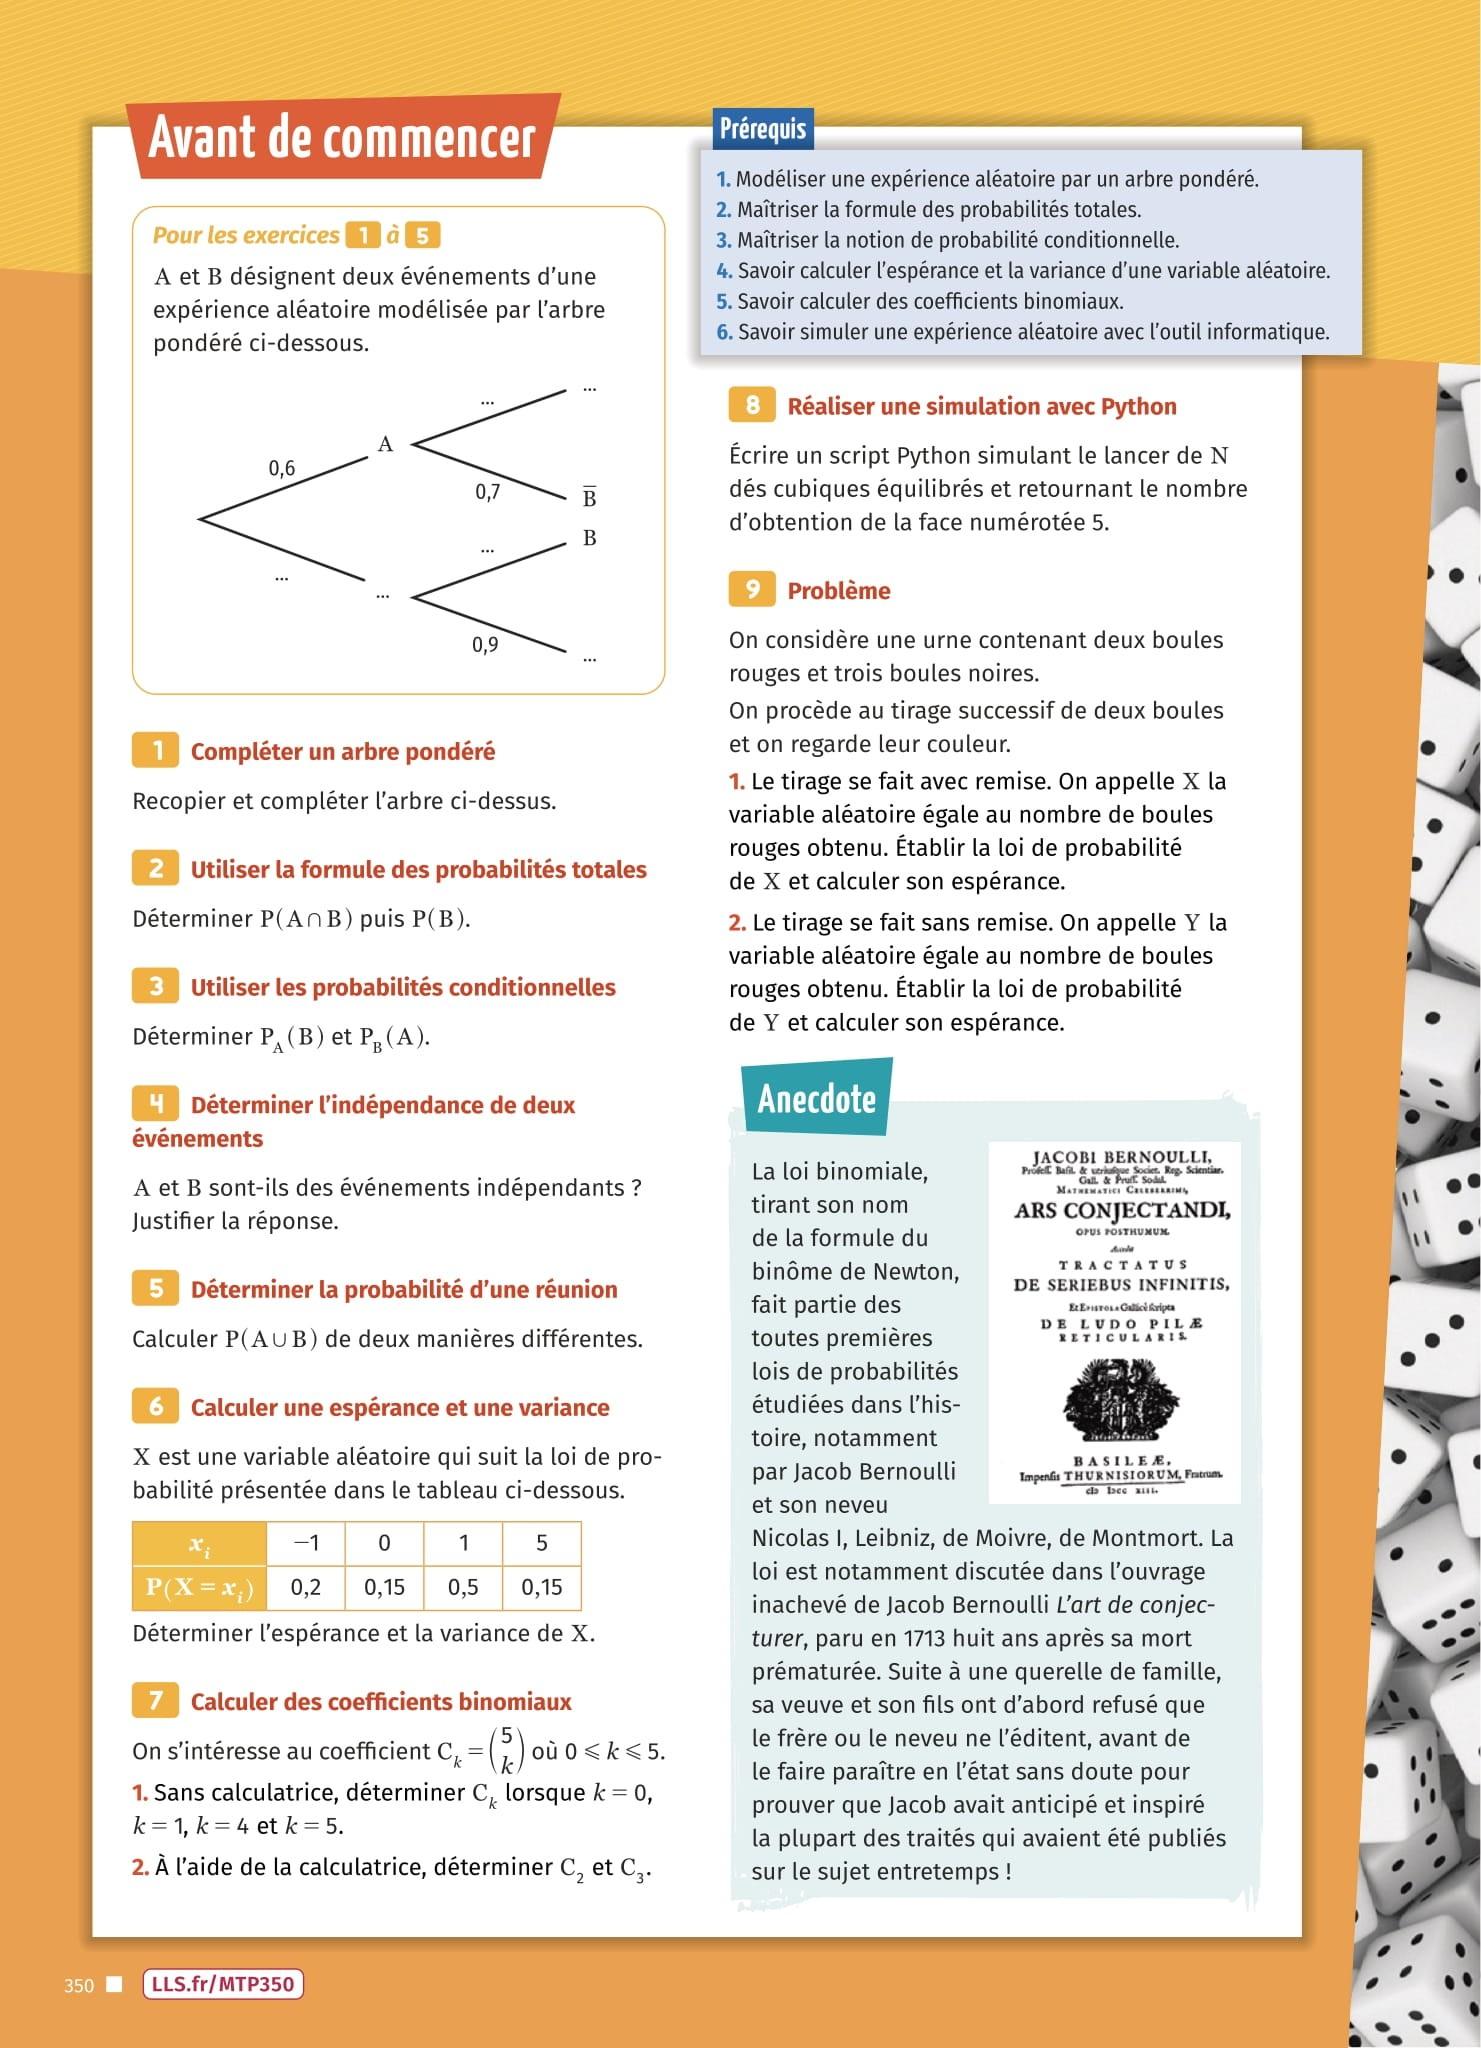 Avant de commencer
Prérequis
1. Modéliser une expérience aléatoire par un arbre pondéré.
2. Maîtriser la formule des probabilités totales.
3. Maîtriser la notion de probabilité conditionnelle.
4. Savoir calculer l’espérance et la variance d’une variable aléatoire.
5. Savoir calculer des coefficients binomiaux.
6. Savoir simuler une expérience aléatoire avec l’outil informatique.
Pour les exercices 1 à 5
A et B désignent deux événements d’une
expérience aléatoire modélisée par l’arbre
pondéré ci-dessous.
...
...
A
0,6
0,7
B̅
B
...
...
...
0,9
...
1 Compléter un arbre pondéré
Recopier et compléter l’arbre ci-dessus.
2 Utiliser la formule des probabilités totales
Déterminer P(A∩B) puis P(B).
3 Utiliser les probabilités conditionnelles
Déterminer P_A(B) et P_B(A).
4 Déterminer l’indépendance de deux
événements
A et B sont-ils des événements indépendants ?
Justifier la réponse.
5 Déterminer la probabilité d’une réunion
Calculer P(A∪B) de deux manières différentes.
6 Calculer une espérance et une variance
X est une variable aléatoire qui suit la loi de pro-
babilité présentée dans le tableau ci-dessous.
x_i −1 0 1 5
P(X = x_i) 0,2 0,15 0,5 0,15
Déterminer l’espérance et la variance de X.
7 Calculer des coefficients binomiaux
On s’intéresse au coefficient C_k = (5 k) où 0 ⩽ k ⩽ 5.
1. Sans calculatrice, déterminer C_k lorsque k = 0,
k = 1, k = 4 et k = 5.
2. À l’aide de la calculatrice, déterminer C_2 et C_3.
8 Réaliser une simulation avec Python
Écrire un script Python simulant le lancer de N
dés cubiques équilibrés et retournant le nombre
d’obtention de la face numérotée 5.
9 Problème
On considère une urne contenant deux boules
rouges et trois boules noires.
On procède au tirage successif de deux boules
et on regarde leur couleur.
1. Le tirage se fait avec remise. On appelle X la
variable aléatoire égale au nombre de boules
rouges obtenu. Établir la loi de probabilité
de X et calculer son espérance.
2. Le tirage se fait sans remise. On appelle Y la
variable aléatoire égale au nombre de boules
rouges obtenu. Établir la loi de probabilité
de Y et calculer son espérance.
Anecdote
La loi binomiale,
tirant son nom
de la formule du
binôme de Newton,
fait partie des
toutes premières
lois de probabilités
étudiées dans l’his-
toire, notamment
par Jacob Bernoulli
et son neveu
Nicolas I, Leibniz, de Moivre, de Montmort. La
loi est notamment discutée dans l’ouvrage
inachevé de Jacob Bernoulli L’art de conjec-
turer, paru en 1713 huit ans après sa mort
prématurée. Suite à une querelle de famille,
sa veuve et son fils ont d’abord refusé que
le frère ou le neveu ne l’éditent, avant de
le faire paraître en l’état sans doute pour
prouver que Jacob avait anticipé et inspiré
la plupart des traités qui avaient été publiés
sur le sujet entretemps !
JACOBI BERNOULLI,
Profess. Basil. & utriusque Societ. Reg. Scientiar.
Gall. & Pruss. Sodal.
MATHEMATICI CELEBERRIMI,
ARS CONJECTANDI,
OPUS POSTHUMUM.
Accedit
TRACTATUS
DE SERIEBUS INFINITIS,
Et EPISTOLA Gallicè scripta
DE LUDO PILÆ
RETICULARIS.
BASILEÆ,
Impensis THURNISIORUM, Fratrum.
cIɔ Iɔcc XIII.
350
LLS.fr/MTP350